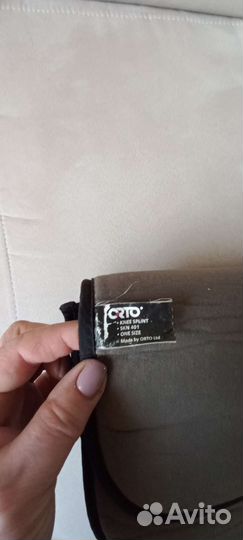 ORTO®
• KNEE SPLINT
• SKN 401
• ONE SIZE
Made by ORTO Ltd
Avito